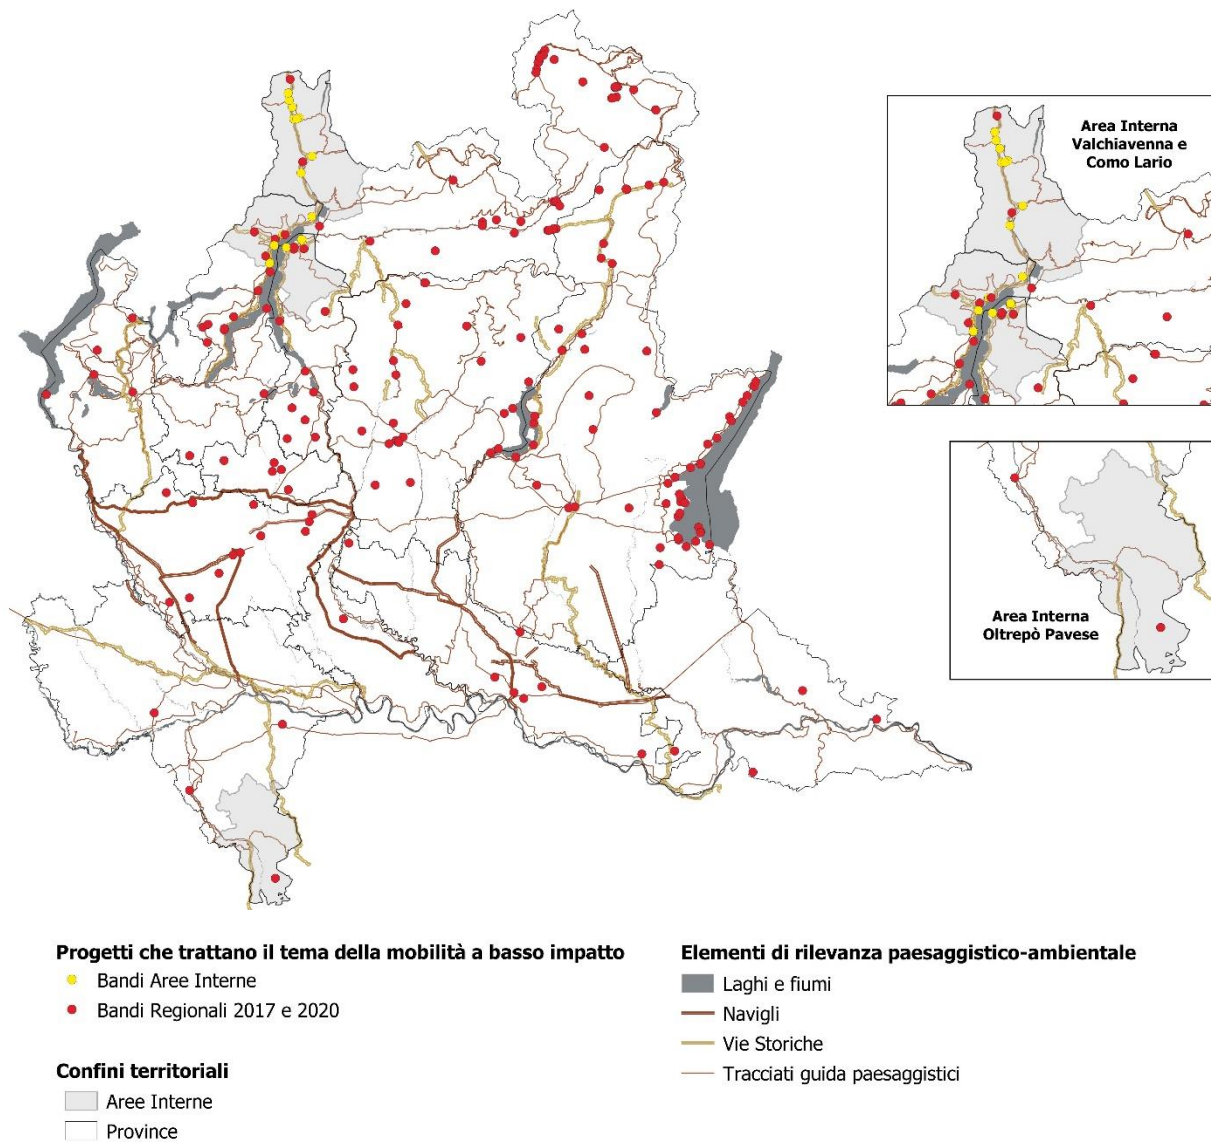 Area Interna
Valchiavenna e
Como Lario
Area Interna
Oltrepò Pavese
Progetti che trattano il tema della mobilità a basso impatto
Bandi Aree Interne
Bandi Regionali 2017 e 2020
Confini territoriali
Aree Interne
Province
Elementi di rilevanza paesaggistico-ambientale
Laghi e fiumi
Navigli
Vie Storiche
Tracciati guida paesaggistici